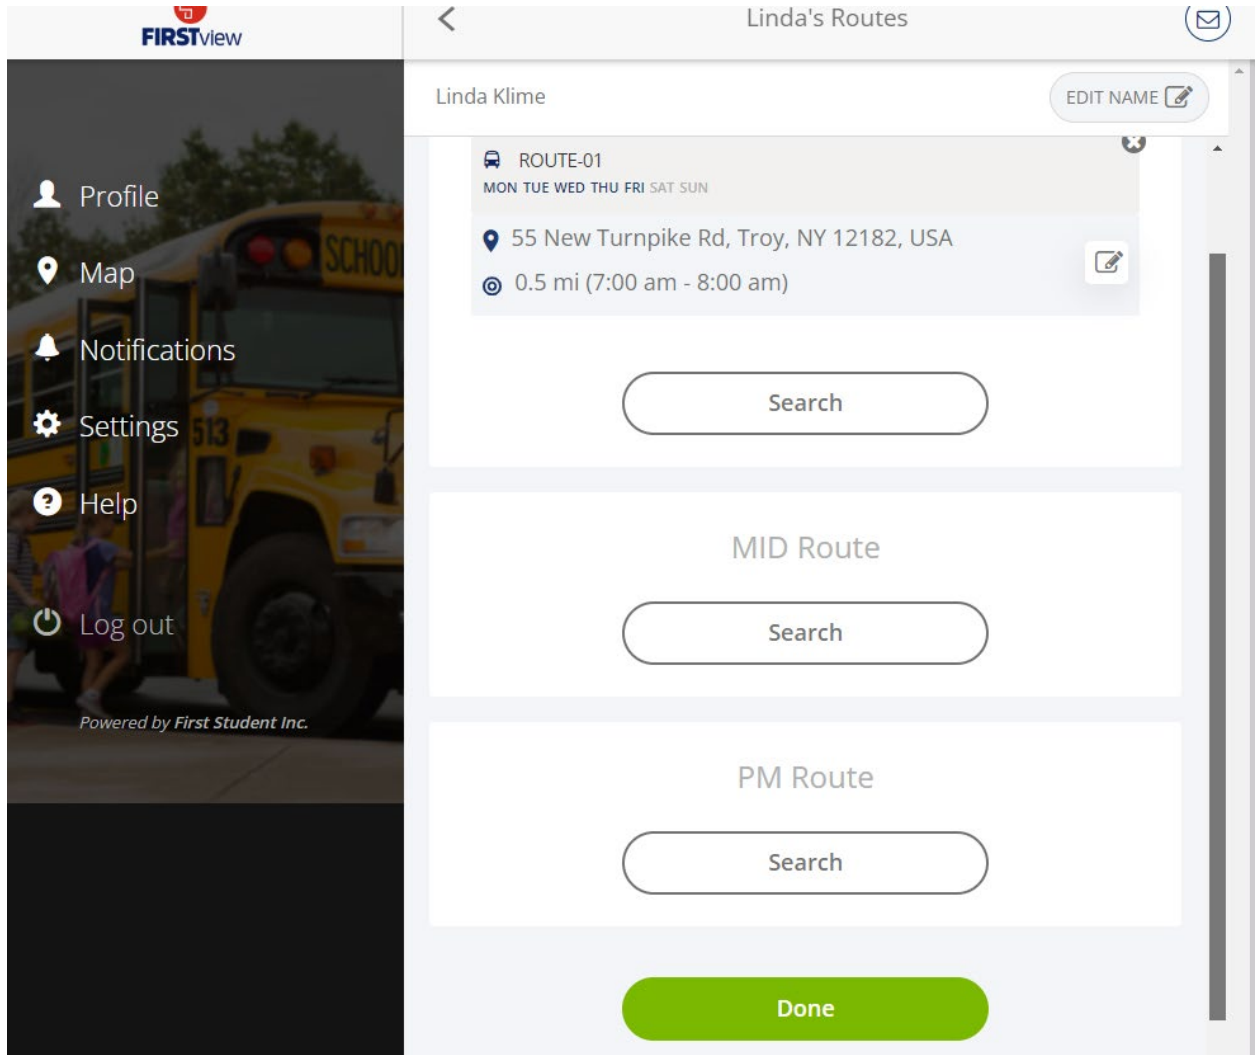 FIRSTview
Profile
Map
Notifications
Settings
Help
Log out
Powered by First Student Inc.
SCHOO
513
Linda's Routes
Linda Klime
EDIT NAME
ROUTE-01
MON TUE WED THU FRI SAT SUN
55 New Turnpike Rd, Troy, NY 12182, USA
0.5 mi (7:00 am - 8:00 am)
Search
MID Route
Search
PM Route
Search
Done